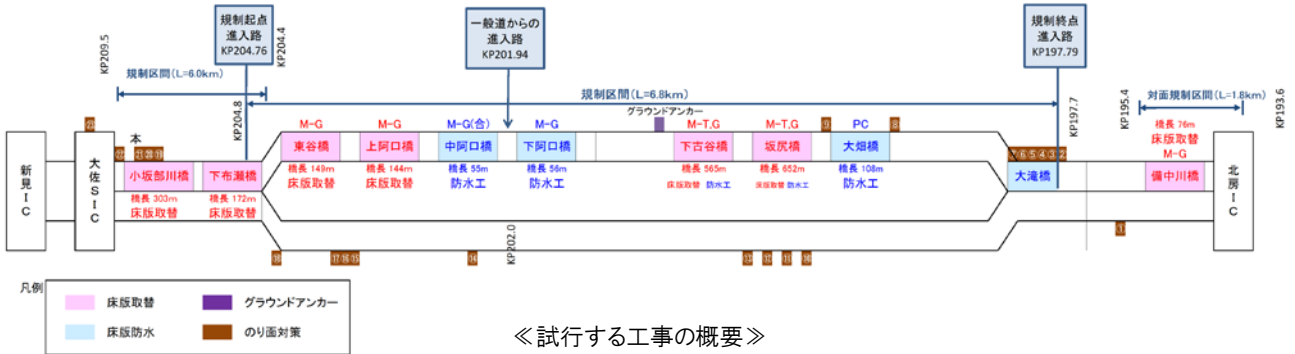 規制起点
進入路
KP204.76
一般道からの
進入路
KP201.94
規制終点
進入路
KP197.79
KP209.5
KP204.4
規制区間(L=6.0km)
KP204.8
規制区間(L=6.8km)
KP197.7
KP195.4
対面規制区間(L=1.8km)
KP193.6
グラウンドアンカー
新見IC
大佐SIC
本
小坂部川橋
橋長 303m
床版取替
下布瀬橋
橋長 172m
床版取替
M-G
東谷橋
橋長 149m
床版取替
M-G
上阿口橋
橋長 144m
床版取替
M-G(合)
中阿口橋
橋長 55m
防水工
M-G
下阿口橋
橋長 56m
防水工
M-T,G
下古谷橋
橋長 565m
床版取替 防水工
M-T,G
坂尻橋
橋長 652m
床版取替 防水工
PC
大畑橋
橋長 108m
防水工
大滝橋
橋長 76m
床版取替
M-G
備中川橋
北房IC
KP202.0
⑭
凡例
床版取替
グラウンドアンカー
床版防水
のり面対策
≪試行する工事の概要≫